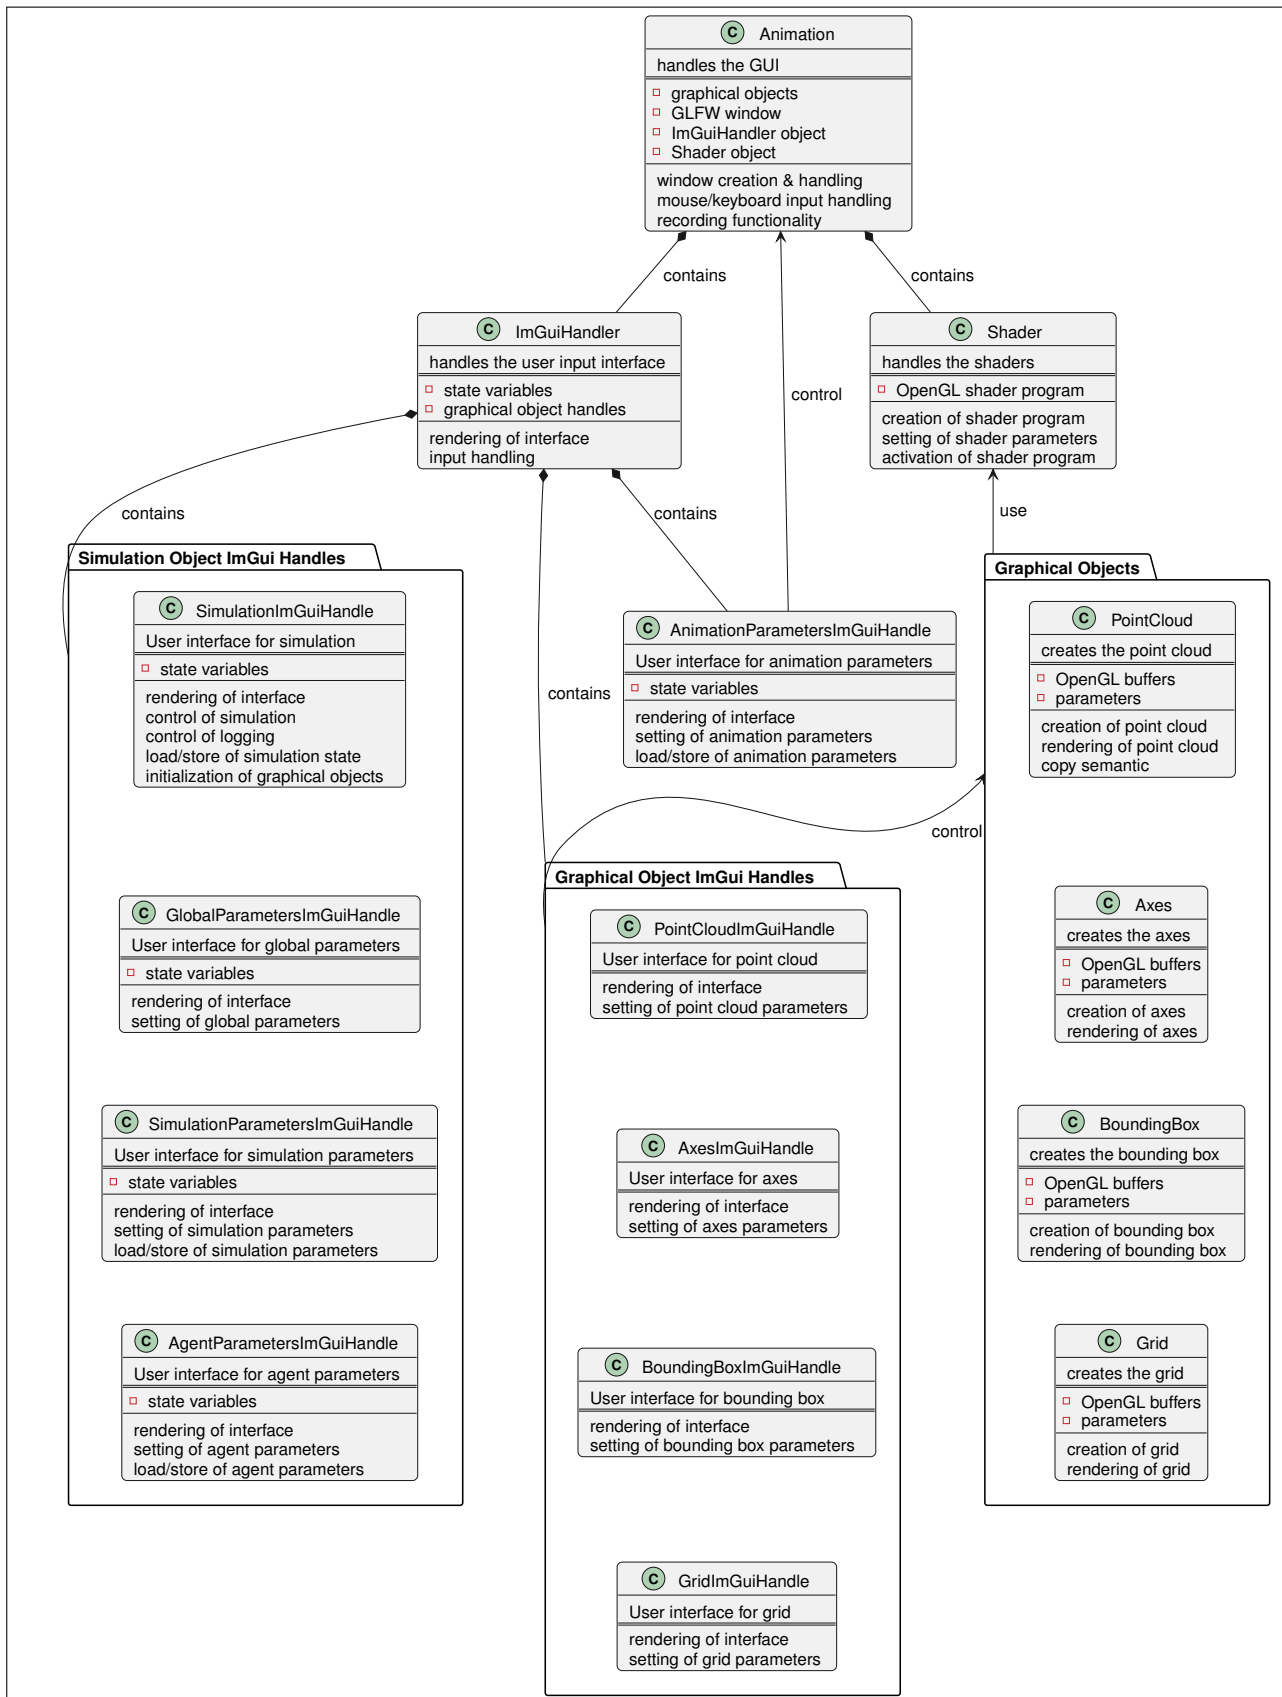 C Animation
handles the GUI
graphical objects
GLFW window
ImGuiHandler object
Shader object
window creation & handling
mouse/keyboard input handling
recording functionality
contains
contains
C ImGuiHandler
handles the user input interface
state variables
graphical object handles
rendering of interface
input handling
control
C Shader
handles the shaders
OpenGL shader program
creation of shader program
setting of shader parameters
activation of shader program
contains
contains
use
Simulation Object ImGui Handles
C SimulationImGuiHandle
User interface for simulation
state variables
rendering of interface
control of simulation
control of logging
load/store of simulation state
initialization of graphical objects
C GlobalParametersImGuiHandle
User interface for global parameters
state variables
rendering of interface
setting of global parameters
C SimulationParametersImGuiHandle
User interface for simulation parameters
state variables
rendering of interface
setting of simulation parameters
load/store of simulation parameters
C AgentParametersImGuiHandle
User interface for agent parameters
state variables
rendering of interface
setting of agent parameters
load/store of agent parameters
contains
C AnimationParametersImGuiHandle
User interface for animation parameters
state variables
rendering of interface
setting of animation parameters
load/store of animation parameters
control
Graphical Object ImGui Handles
C PointCloudImGuiHandle
User interface for point cloud
rendering of interface
setting of point cloud parameters
C AxesImGuiHandle
User interface for axes
rendering of interface
setting of axes parameters
C BoundingBoxImGuiHandle
User interface for bounding box
rendering of interface
setting of bounding box parameters
C GridImGuiHandle
User interface for grid
rendering of interface
setting of grid parameters
Graphical Objects
C PointCloud
creates the point cloud
OpenGL buffers
parameters
creation of point cloud
rendering of point cloud
copy semantic
C Axes
creates the axes
OpenGL buffers
parameters
creation of axes
rendering of axes
C BoundingBox
creates the bounding box
OpenGL buffers
parameters
creation of bounding box
rendering of bounding box
C Grid
creates the grid
OpenGL buffers
parameters
creation of grid
rendering of grid